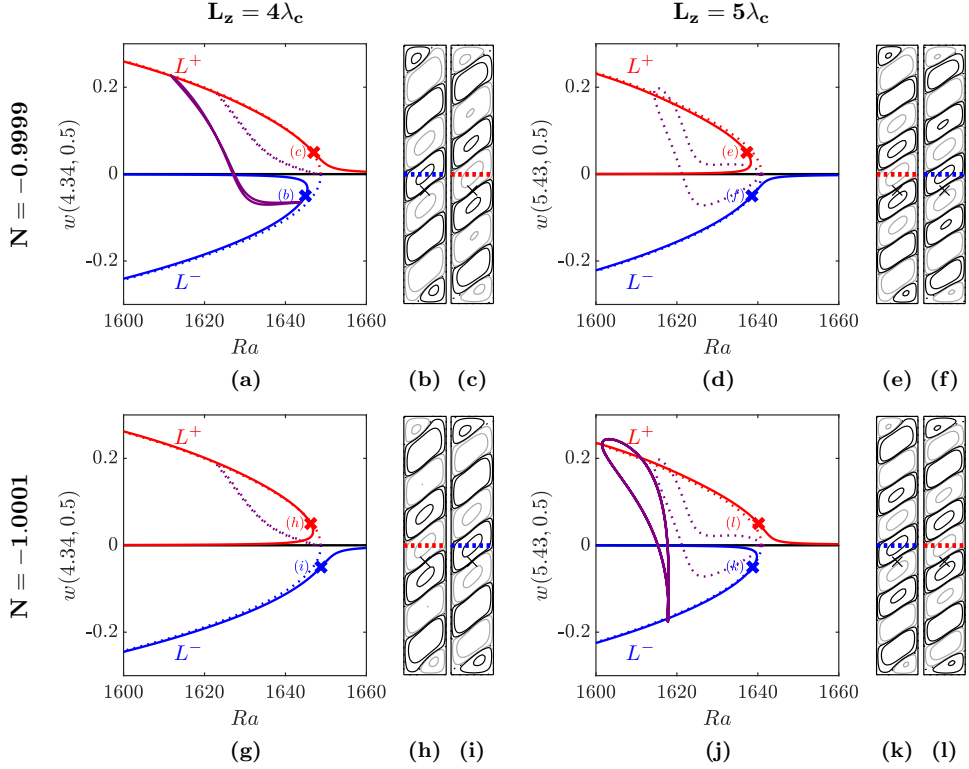 L_z = 4λ_c
L_z = 5λ_c
N = −0.9999
w(4.34, 0.5)
0.2
0
-0.2
L⁺
(c)
(b)
L⁻
1600 1620 1640 1660
Ra
(a)
(b) (c)
w(5.43, 0.5)
0.2
0
-0.2
L⁺
(e)
(f)
L⁻
1600 1620 1640 1660
Ra
(d)
(e) (f)
N = −1.0001
w(4.34, 0.5)
0.2
0
-0.2
L⁺
(h)
(i)
L⁻
1600 1620 1640 1660
Ra
(g)
(h) (i)
w(5.43, 0.5)
0.2
0
-0.2
L⁺
(l)
(k)
L⁻
1600 1620 1640 1660
Ra
(j)
(k) (l)